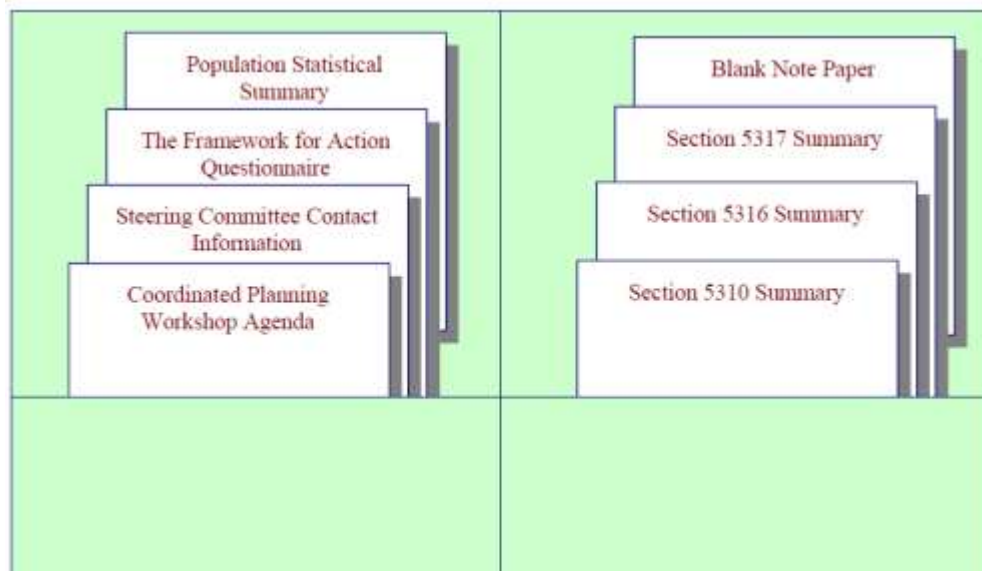 Population Statistical
Summary
The Framework for Action
Questionnaire
Steering Committee Contact
Information
Coordinated Planning
Workshop Agenda
Blank Note Paper
Section 5317 Summary
Section 5316 Summary
Section 5310 Summary